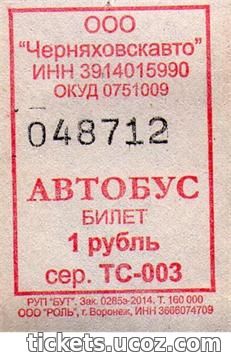 ООО
"Черняховскавто"
ИНН 3914015990
ОКУД 0751009
048712
АВТОБУС
БИЛЕТ
1 рубль
сер. ТС-003
РУП "БУТ". Зак. 0285з-2014. Т. 160 000
ООО "РОЛЬ", г. Воронеж, ИНН 3666074709
tickets.ucoz.com